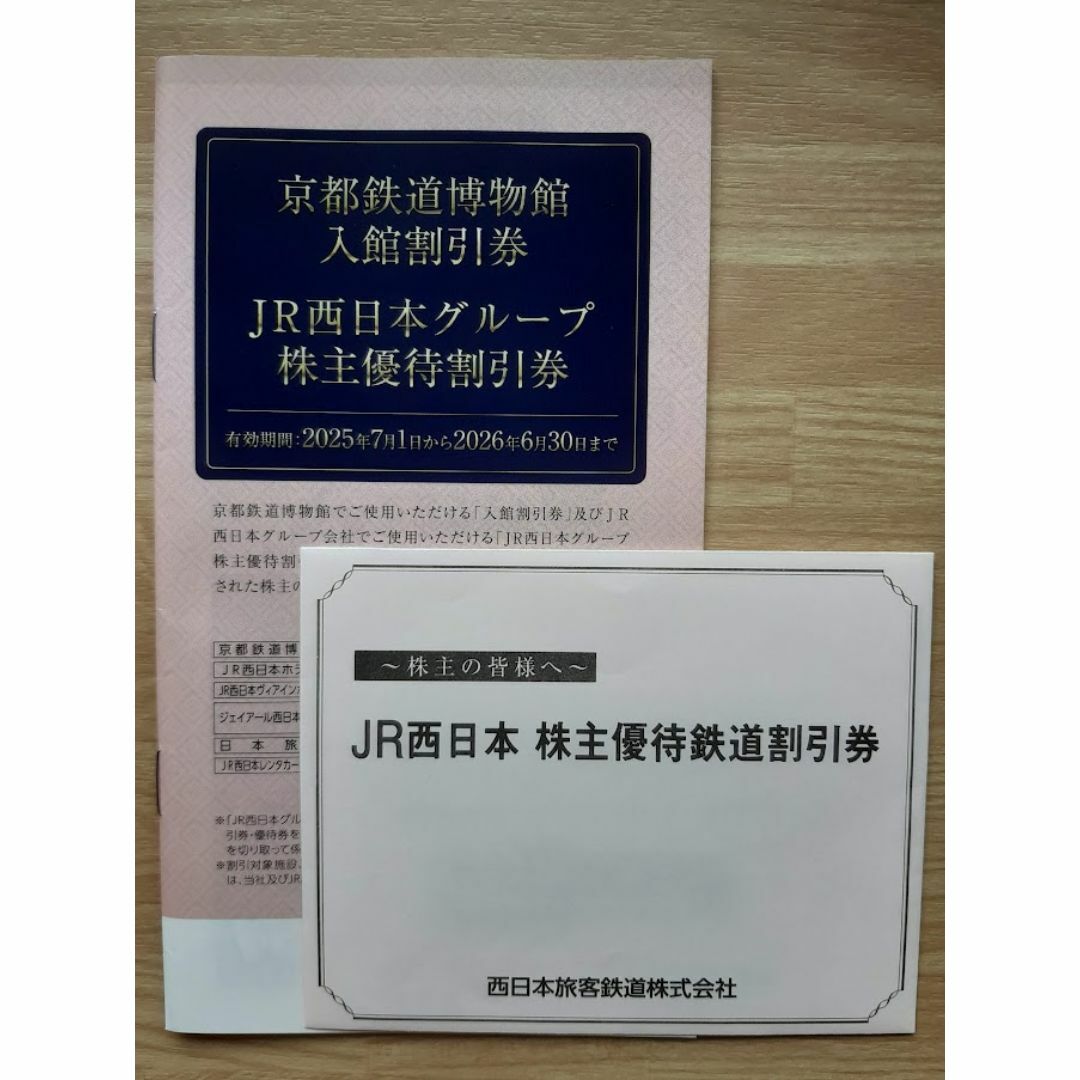 京都鉄道博物館
入館割引券
JR西日本グループ
株主優待割引券
有効期間：2025年7月1日から2026年6月30日まで
京都鉄道博物館でご使用いただける「入館割引券」及びJR
西日本グループ会社でご使用いただける「JR西日本グループ
株主優待割
された株主の
京都鉄道博
JR西日本ホ
JR西日本ヴィアイン
ジェイアール西日本
日本旅
JR西日本レンタカー
※「JR西日本グル
引券・優待券を
を切り取って係
※割引対象施設、
は、当社及びJR
～株主の皆様へ～
JR西日本 株主優待鉄道割引券
西日本旅客鉄道株式会社